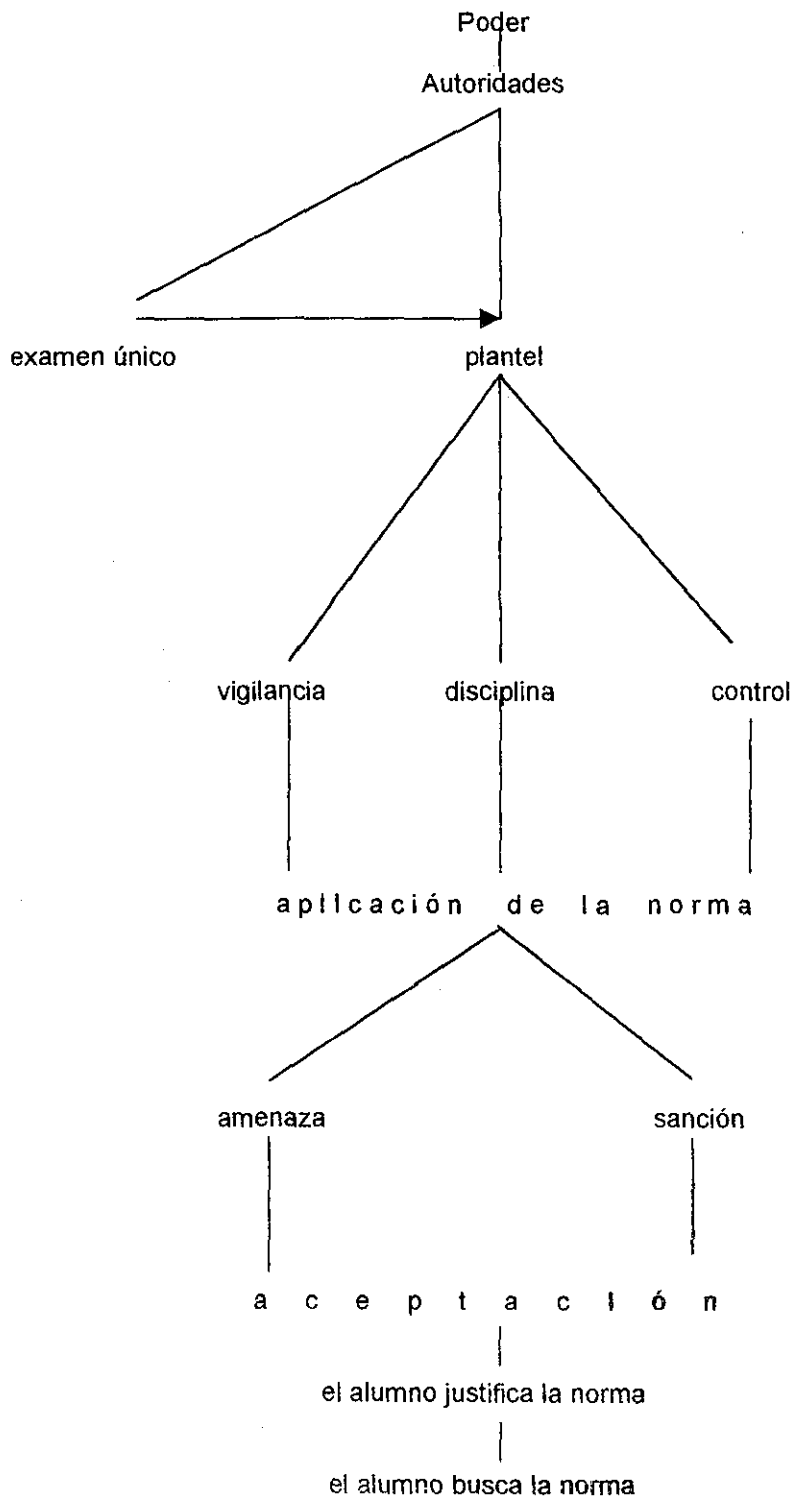 Poder
Autoridades
examen único plantel
vigilancia disciplina control
aplicación de la norma
amenaza sanción
aceptación
el alumno justifica la norma
el alumno busca la norma